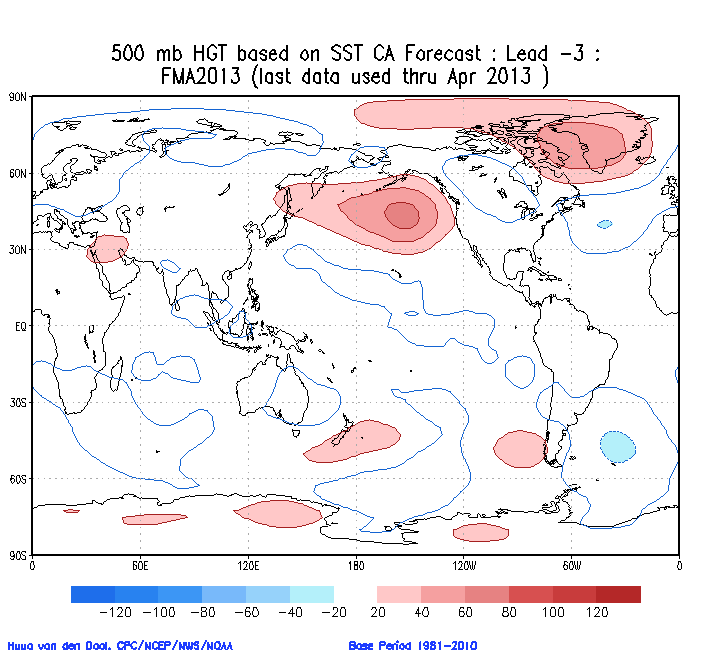 500 mb HGT based on SST CA Forecast : Lead -3 :
FMA2013 (last data used thru Apr 2013 )
90N
60N
30N
EQ
30S
60S
90S
0 60E 120E 180 120W 60W 0
-120 -100 -80 -60 -40 -20 20 40 60 80 100 120
Huug van den Dool, CPC/NCEP/NWS/NOAA Base Period 1981-2010